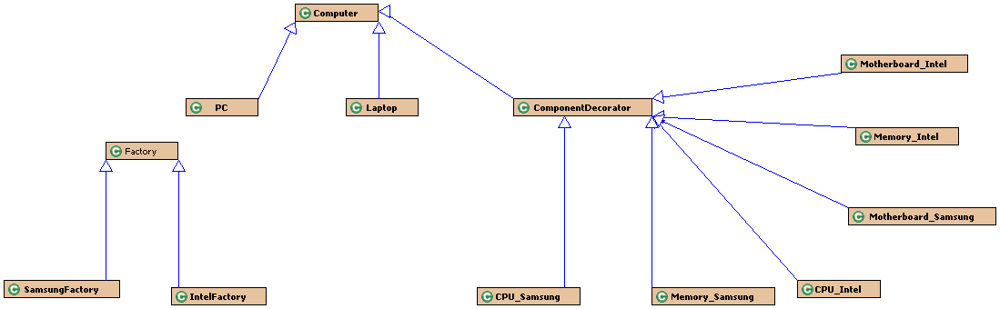 Computer
Motherboard_Intel
PC
Laptop
ComponentDecorator
Memory_Intel
Factory
Motherboard_Samsung
SamsungFactory
IntelFactory
CPU_Samsung
Memory_Samsung
CPU_Intel